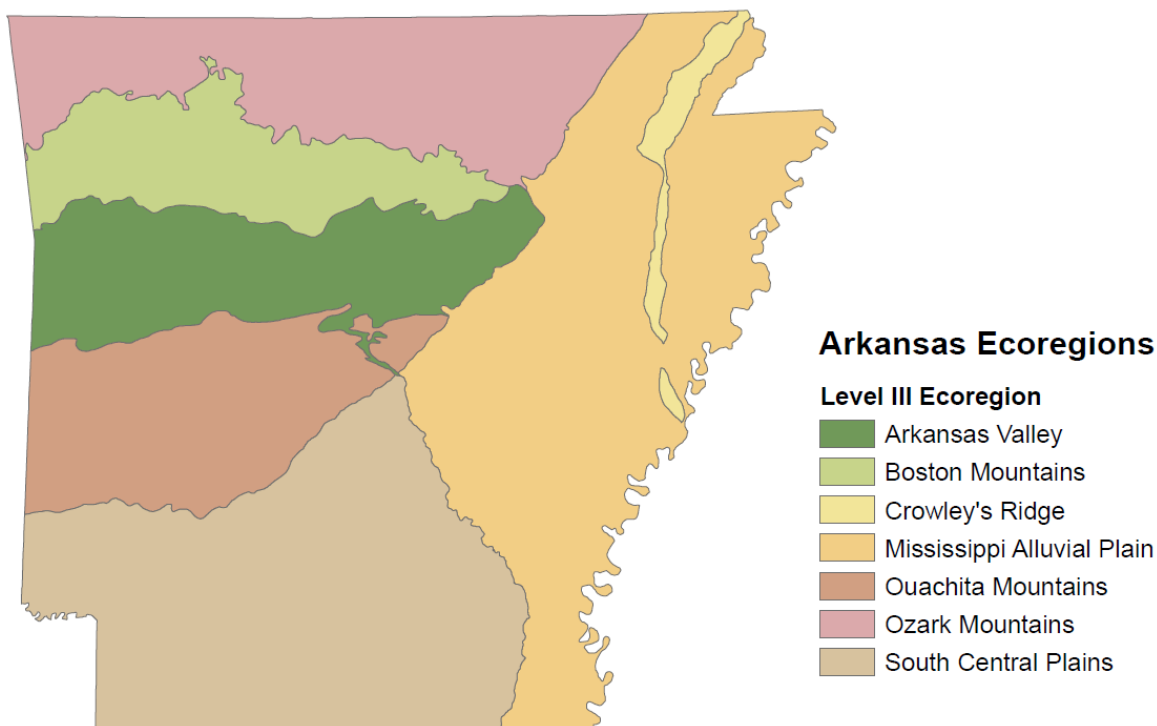 Arkansas Ecoregions
Level III Ecoregion
Arkansas Valley
Boston Mountains
Crowley's Ridge
Mississippi Alluvial Plain
Ouachita Mountains
Ozark Mountains
South Central Plains